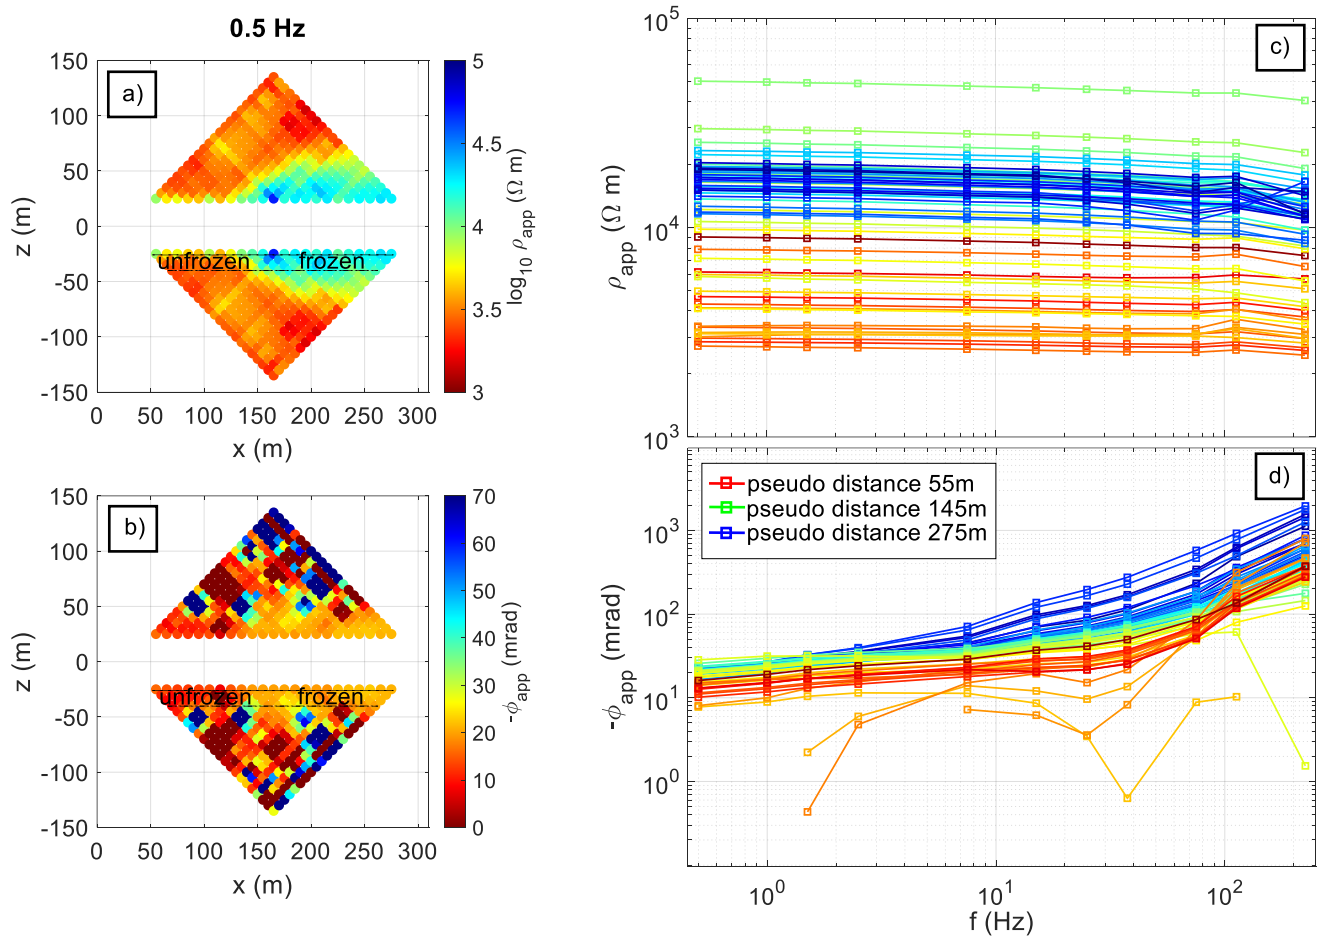 0.5 Hz
a)
150
100
50
0
-50
-100
-150
z (m)
unfrozen
frozen
0
50
100
150
200
250
300
x (m)
5
4.5
4
3.5
3
log10 ρapp (Ω m)
b)
150
100
50
0
-50
-100
-150
z (m)
unfrozen
frozen
0
50
100
150
200
250
300
x (m)
70
60
50
40
30
20
10
0
-ϕapp (mrad)
c)
10^5
10^4
10^3
ρapp (Ω m)
d)
pseudo distance 55m
pseudo distance 145m
pseudo distance 275m
10^3
10^2
10^1
10^0
-ϕapp (mrad)
10^0
10^1
10^2
f (Hz)